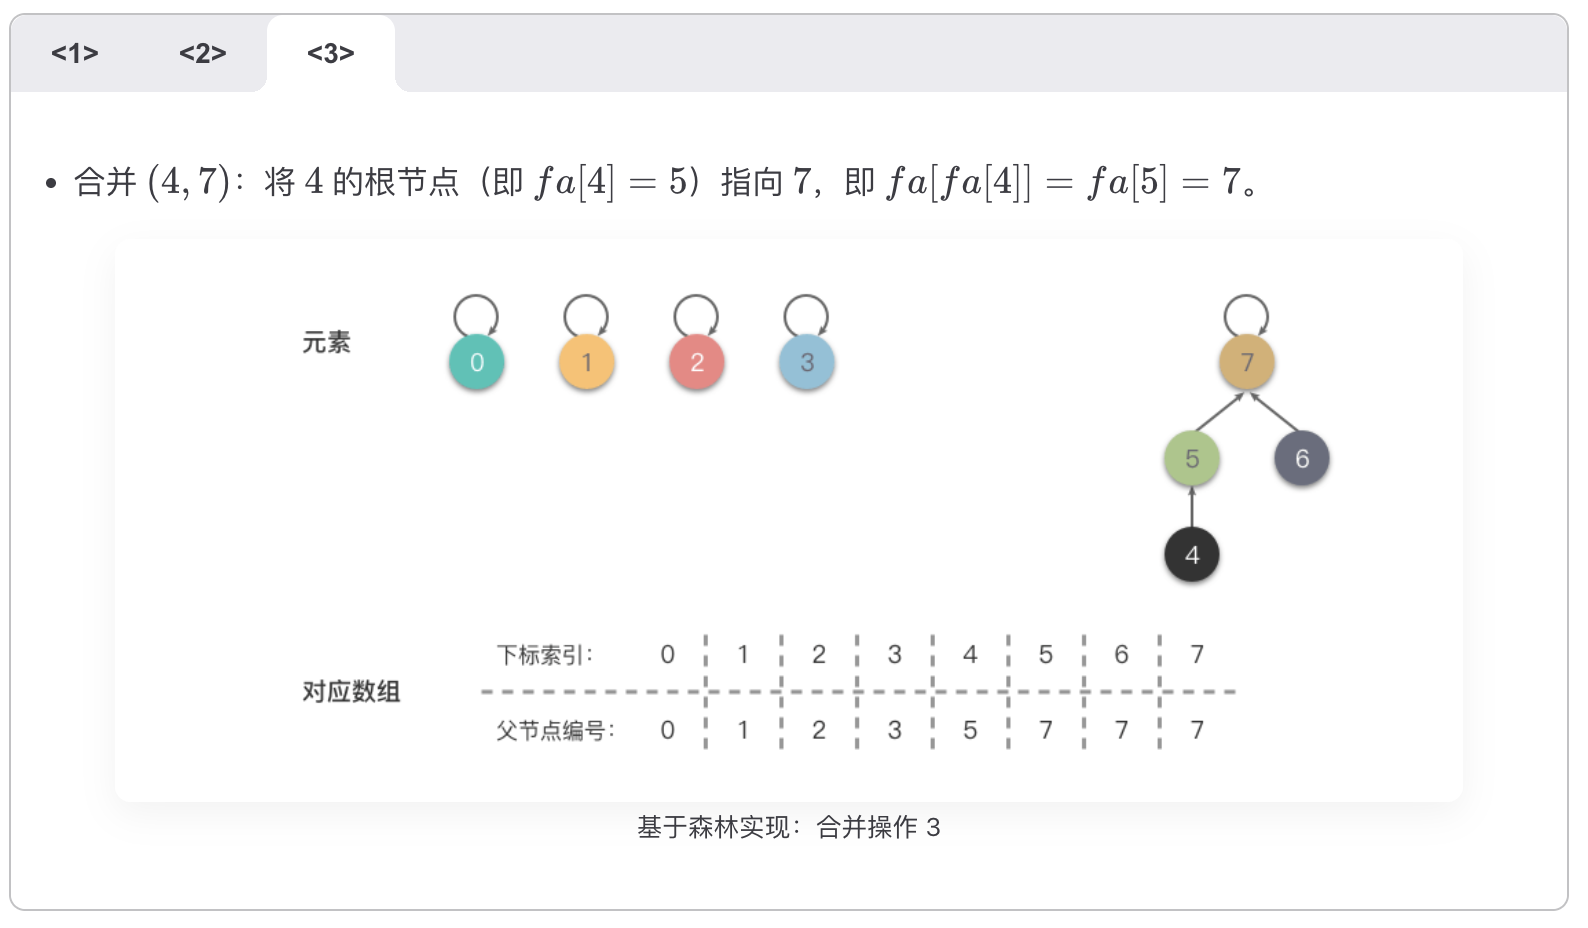 <1> <2> <3>
• 合并 (4, 7)：将 4 的根节点（即 fa[4] = 5）指向 7，即 fa[fa[4]] = fa[5] = 7。
元素
0 1 2 3 7
5 6
4
下标索引： 0 1 2 3 4 5 6 7
对应数组
父节点编号： 0 1 2 3 5 7 7 7
基于森林实现：合并操作 3